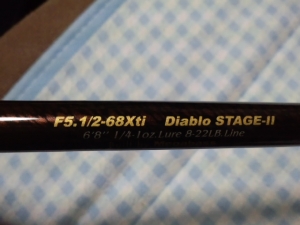 F5.1/2-68Xti Diablo STAGE-II
6'8" 1/4-1oz.Lure 8-22LB Line